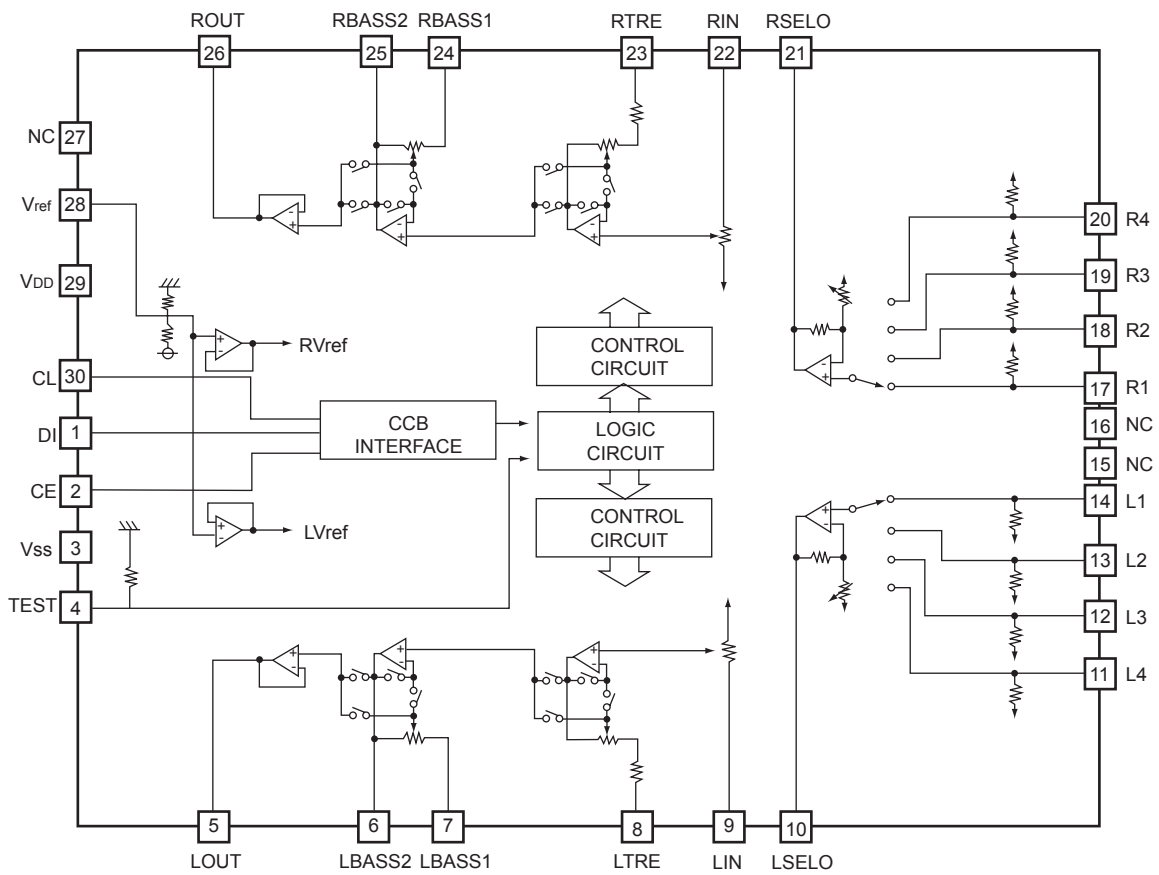 ROUT RBASS2 RBASS1 RTRE RIN RSELO
26 25 24 23 22 21
NC 27
Vref 28
VDD 29
CL 30
DI 1
CE 2
Vss 3
TEST 4
RVref
LVref
CCB
INTERFACE
CONTROL
CIRCUIT
LOGIC
CIRCUIT
CONTROL
CIRCUIT
20 R4
19 R3
18 R2
17 R1
16 NC
15 NC
14 L1
13 L2
12 L3
11 L4
5 6 7 8 9 10
LOUT LBASS2 LBASS1 LTRE LIN LSELO